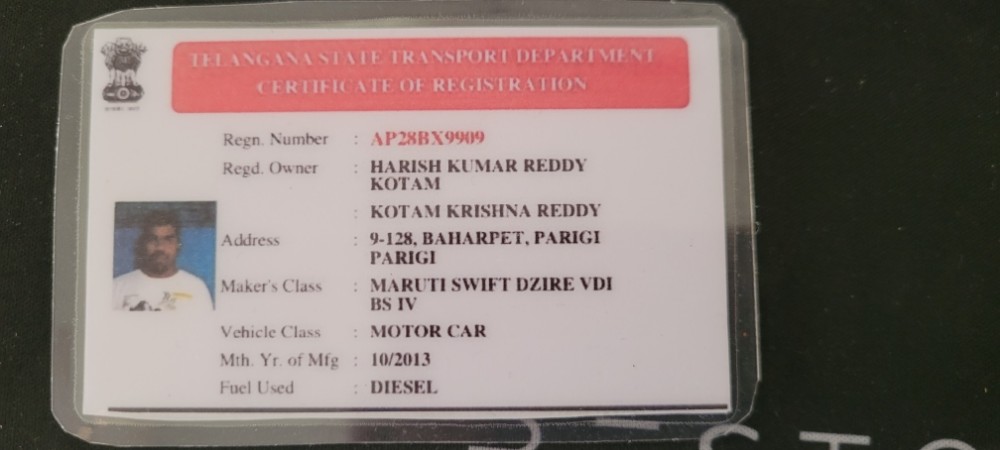 TELANGANA STATE TRANSPORT DEPARTMENT
CERTIFICATE OF REGISTRATION
Regn. Number : AP28BX9909
Regd. Owner : HARISH KUMAR REDDY
KOTAM
: KOTAM KRISHNA REDDY
Address : 9-128, BAHARPET, PARIGI
PARIGI
Maker's Class : MARUTI SWIFT DZIRE VDI
BS IV
Vehicle Class : MOTOR CAR
Mth. Yr. of Mfg : 10/2013
Fuel Used : DIESEL